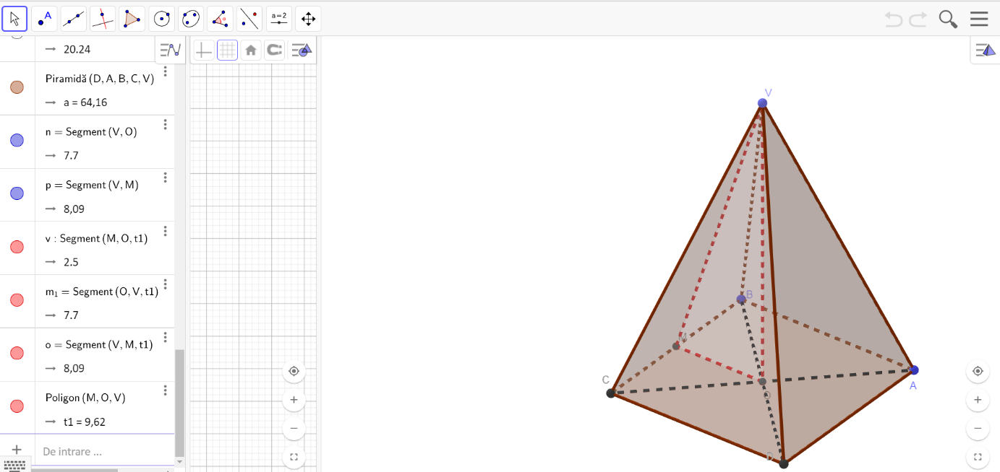 A
a=2
→ 20.24
Piramidă (D, A, B, C, V)
→ a = 64,16
n = Segment (V, O)
→ 7.7
p = Segment (V, M)
→ 8,09
v : Segment (M, O, t1)
→ 2.5
m₁ = Segment (O, V, t1)
→ 7.7
o = Segment (V, M, t1)
→ 8,09
Poligon (M, O, V)
→ t1 = 9,62
+ De intrare ...
V
B
M
C
O
A
D